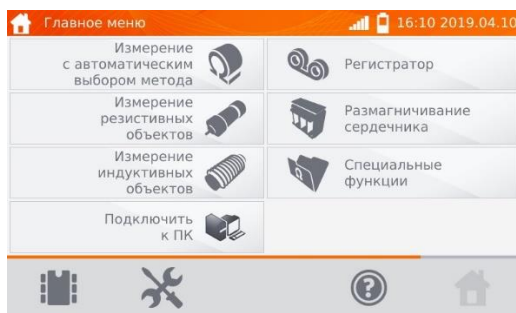 Главное меню
16:10 2019.04.10
Измерение
с автоматическим
выбором метода
Регистратор
Измерение
резистивных
объектов
Размагничивание
сердечника
Измерение
индуктивных
объектов
Специальные
функции
Подключить
к ПК